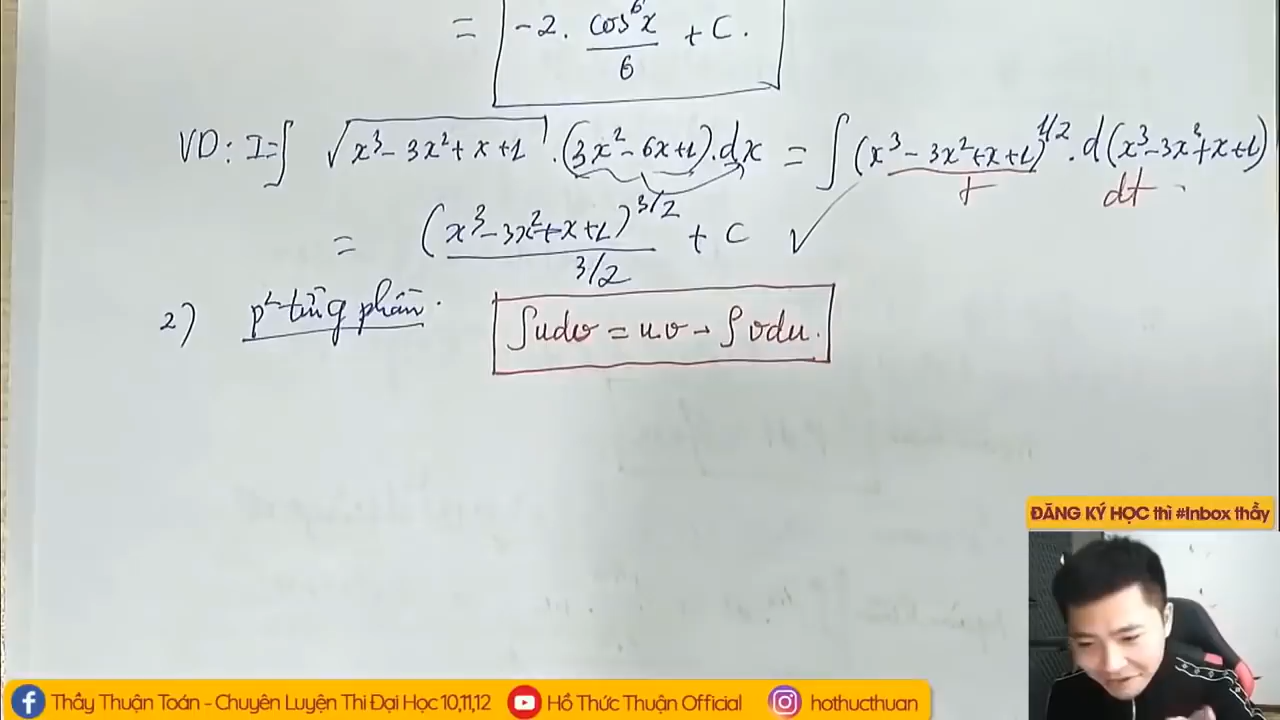 = -2. cos⁶x/6 + C.
VD: I=∫ √(x³-3x²+x+1) .(3x²-6x+1).dx = ∫(x³-3x²+x+1)^1/2 . d(x³-3x²+x+1)
t dt
= (x³-3x²+x+1)^3/2 / 3/2 + C ✓
2) p² từng phần. ∫udv = u.v - ∫vdu.
ĐĂNG KÝ HỌC thì #Inbox thầy
Thầy Thuận Toán - Chuyên Luyện Thi Đại Học 10,11,12 Hồ Thức Thuận Official hothucthuan